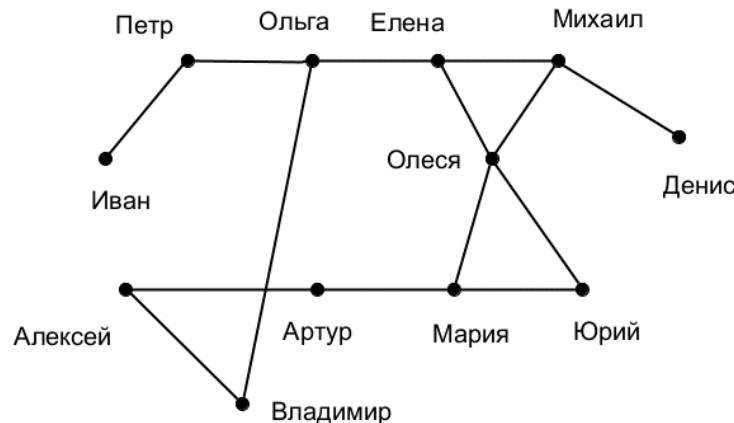 Петр
Ольга
Елена
Михаил
Олеся
Денис
Иван
Алексей
Артур
Мария
Юрий
Владимир